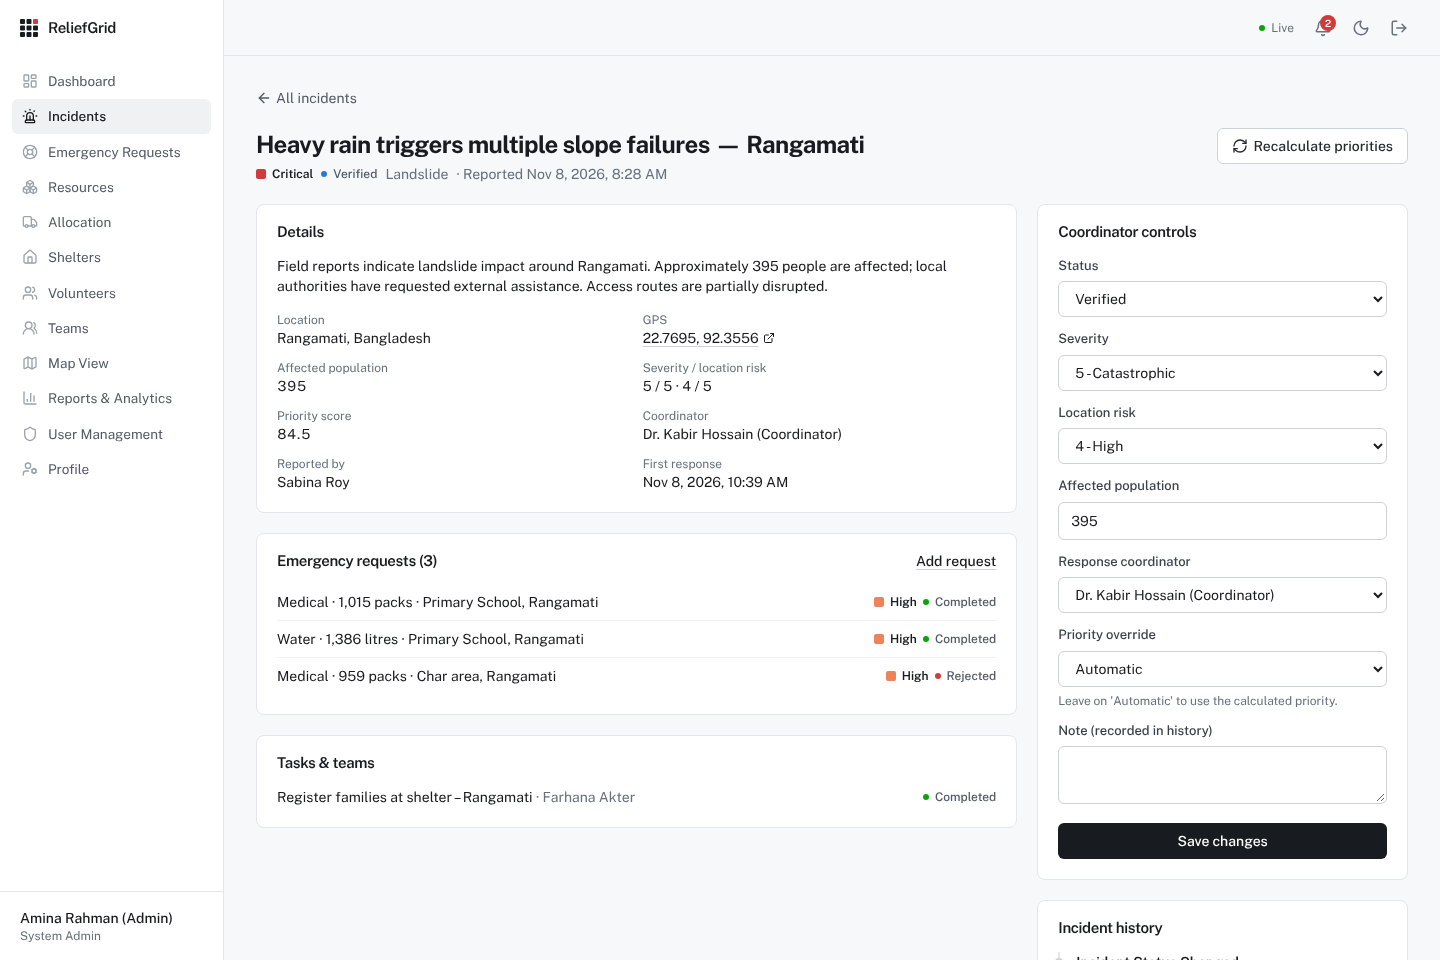 ReliefGrid
Dashboard
Incidents
Emergency Requests
Resources
Allocation
Shelters
Volunteers
Teams
Map View
Reports & Analytics
User Management
Profile
Amina Rahman (Admin)
System Admin
Live
2
All incidents
Heavy rain triggers multiple slope failures — Rangamati
Recalculate priorities
Critical Verified Landslide · Reported Nov 8, 2026, 8:28 AM
Details
Field reports indicate landslide impact around Rangamati. Approximately 395 people are affected; local
authorities have requested external assistance. Access routes are partially disrupted.
Location
Rangamati, Bangladesh
GPS
22.7695, 92.3556
Affected population
395
Severity / location risk
5 / 5 · 4 / 5
Priority score
84.5
Coordinator
Dr. Kabir Hossain (Coordinator)
Reported by
Sabina Roy
First response
Nov 8, 2026, 10:39 AM
Emergency requests (3)
Add request
Medical · 1,015 packs · Primary School, Rangamati High Completed
Water · 1,386 litres · Primary School, Rangamati High Completed
Medical · 959 packs · Char area, Rangamati High Rejected
Tasks & teams
Register families at shelter – Rangamati · Farhana Akter Completed
Coordinator controls
Status
Verified
Severity
5 - Catastrophic
Location risk
4 - High
Affected population
395
Response coordinator
Dr. Kabir Hossain (Coordinator)
Priority override
Automatic
Leave on 'Automatic' to use the calculated priority.
Note (recorded in history)
Save changes
Incident history
Incident Status Changed